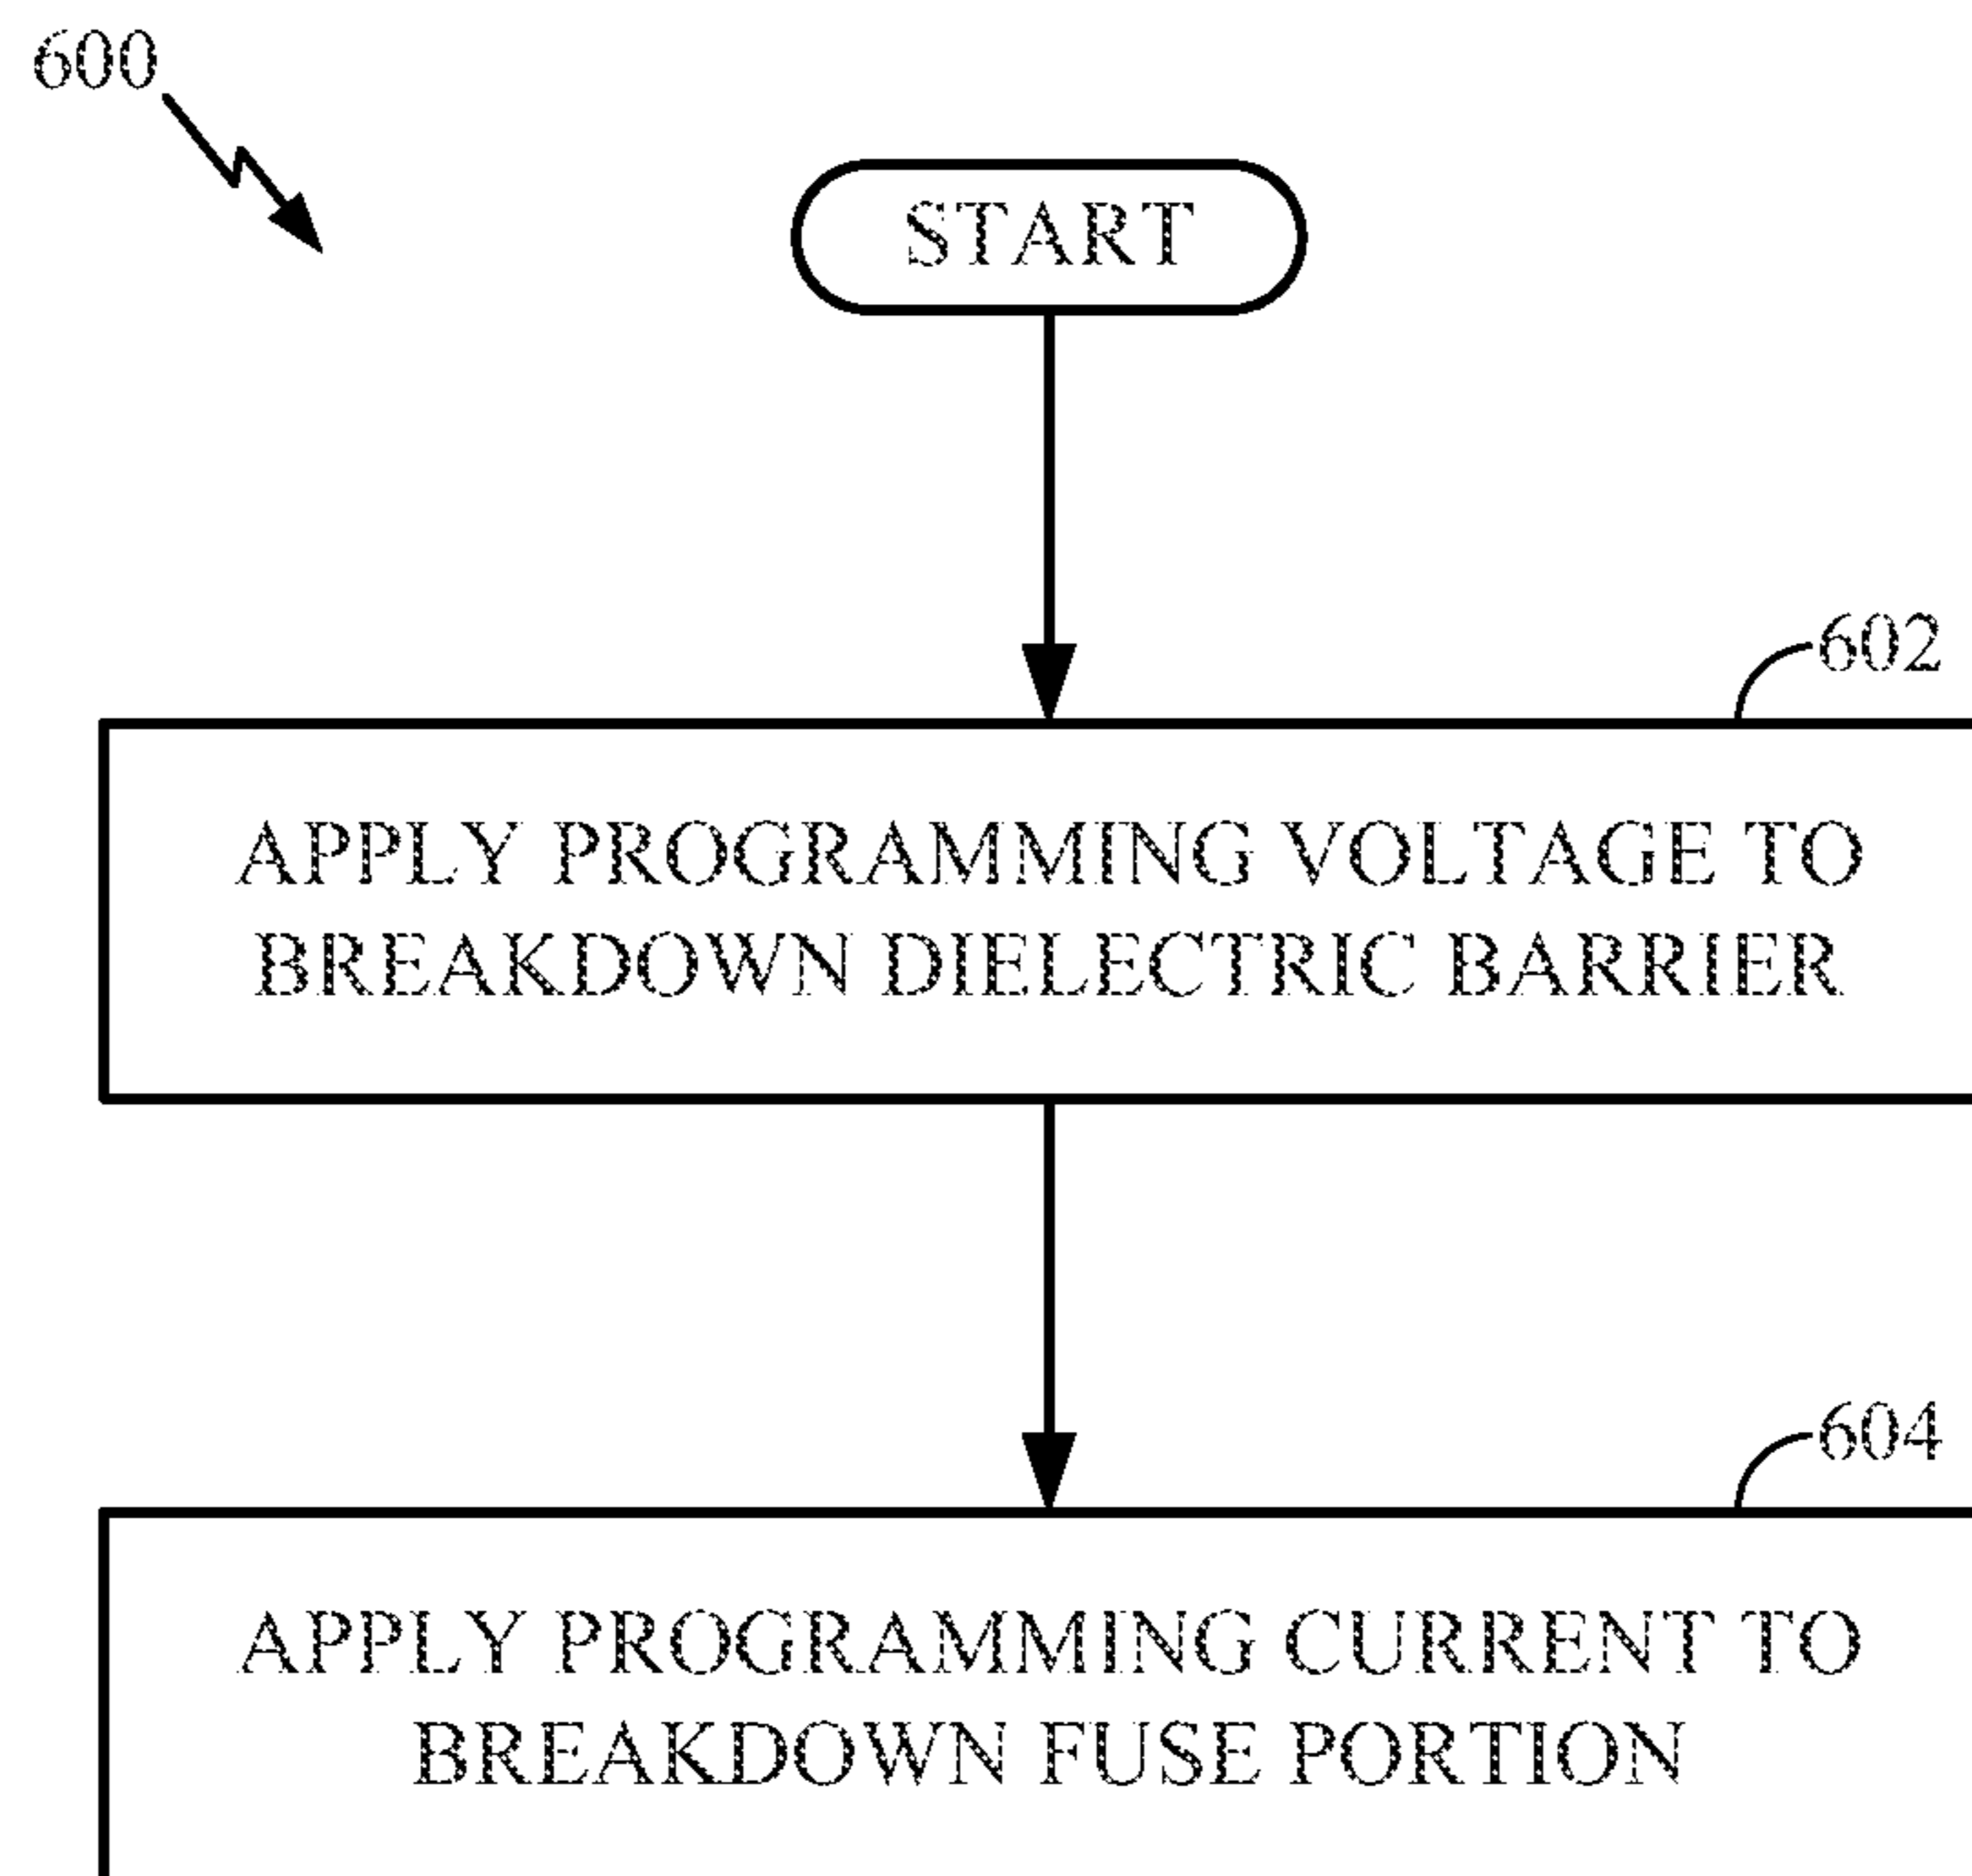 600
START
602
APPLY PROGRAMMING VOLTAGE TO
BREAKDOWN DIELECTRIC BARRIER
604
APPLY PROGRAMMING CURRENT TO
BREAKDOWN FUSE PORTION